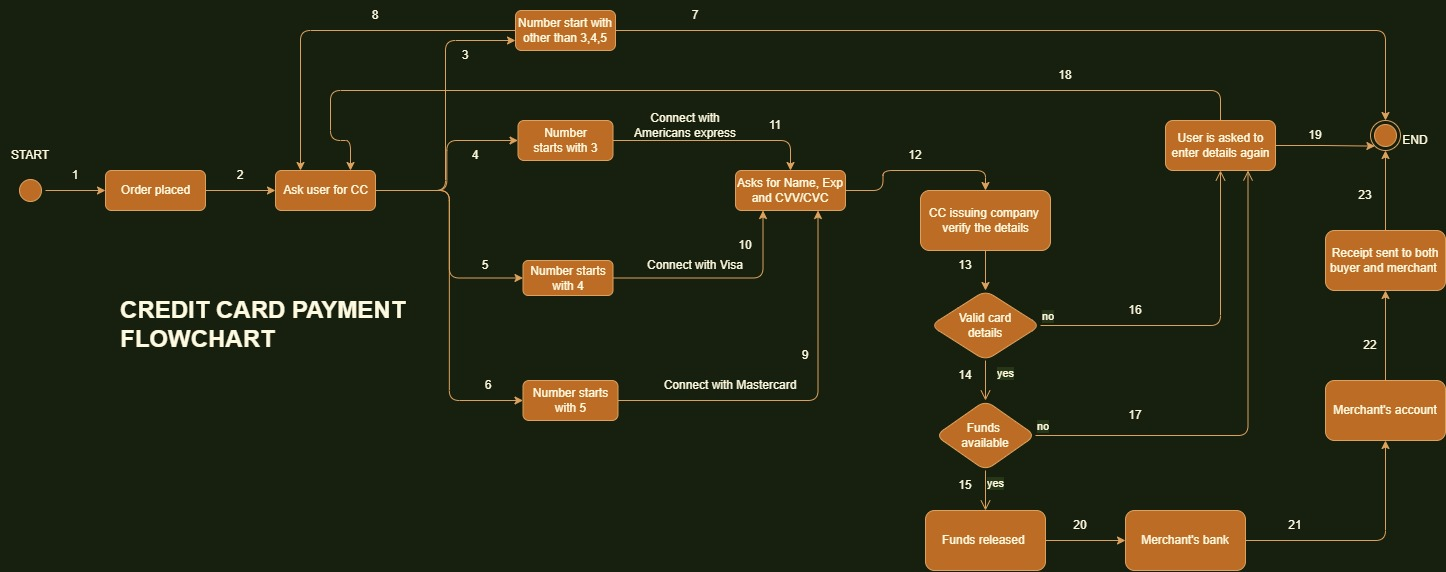 8
7
Number start with
other than 3,4,5
3
18
Connect with
Americans express
11
Number
starts with 3
4
User is asked to
enter details again
19
END
START
1
Order placed
2
Ask user for CC
12
Asks for Name, Exp
and CVV/CVC
CC issuing company
verify the details
23
10
5
Number starts
with 4
Connect with Visa
13
Receipt sent to both
buyer and merchant
CREDIT CARD PAYMENT
FLOWCHART
Valid card
details
no
16
9
22
6
Number starts
with 5
Connect with Mastercard
14
yes
Merchant's account
Funds
available
no
17
15
yes
Funds released
20
Merchant's bank
21